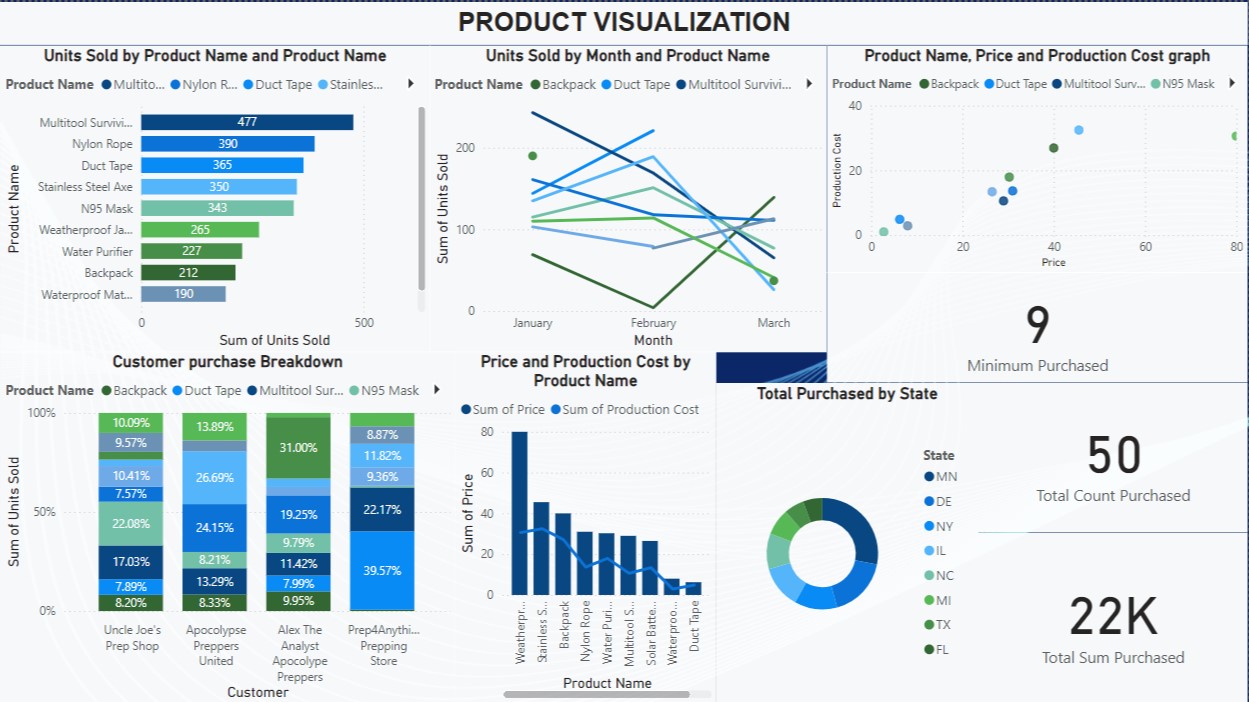 PRODUCT VISUALIZATION
Units Sold by Product Name and Product Name
Product Name Multito... Nylon R... Duct Tape Stainles...
Product Name
Multitool Survivi... 477
Nylon Rope 390
Duct Tape 365
Stainless Steel Axe 350
N95 Mask 343
Weatherproof Ja... 265
Water Purifier 227
Backpack 212
Waterproof Mat... 190
0 500
Sum of Units Sold
Units Sold by Month and Product Name
Product Name Backpack Duct Tape Multitool Survivi...
Sum of Units Sold
200
100
0
January February March
Month
Product Name, Price and Production Cost graph
Product Name Backpack Duct Tape Multitool Surv... N95 Mask
Production Cost
40
20
0
0 20 40 60 80
Price
9
Minimum Purchased
Customer purchase Breakdown
Product Name Backpack Duct Tape Multitool Sur... N95 Mask
Sum of Units Sold
100%
50%
0%
10.09%
9.57%
10.41%
7.57%
22.08%
17.03%
7.89%
8.20%
13.89%
26.69%
24.15%
8.21%
13.29%
8.33%
31.00%
19.25%
9.79%
11.42%
7.99%
9.95%
8.87%
11.82%
9.36%
22.17%
39.57%
Uncle Joe's
Prep Shop
Apocolypse
Preppers
United
Alex The
Analyst
Apocolype
Preppers
Prep4Anythi...
Prepping
Store
Customer
Price and Production Cost by
Product Name
Sum of Price Sum of Production Cost
Sum of Price
80
60
40
20
0
Weatherpr...
Stainless S...
Backpack
Nylon Rope
Water Puri...
Multitool S...
Solar Batte...
Waterproo...
Duct Tape
Product Name
Total Purchased by State
State
MN
DE
NY
IL
NC
MI
TX
FL
50
Total Count Purchased
22K
Total Sum Purchased